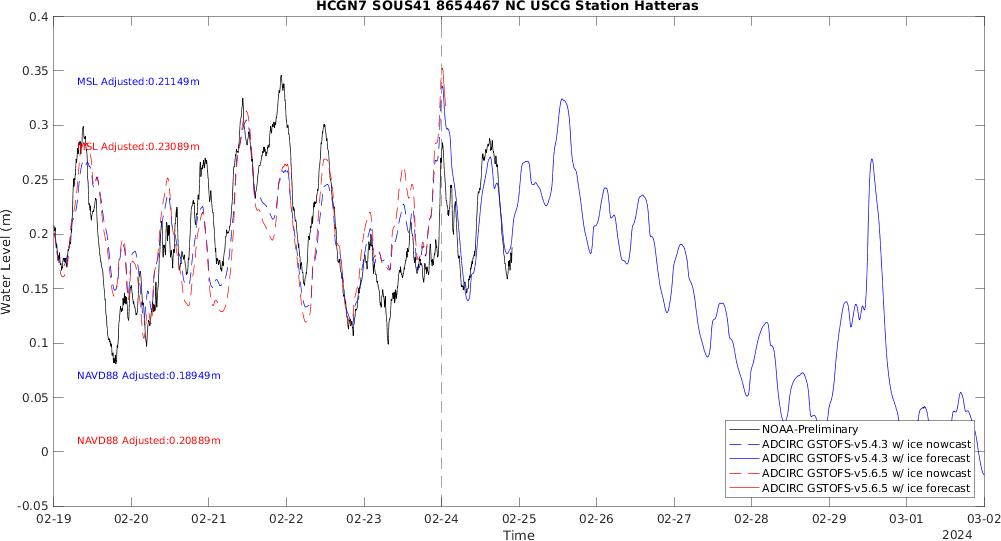 HCGN7 SOUS41 8654467 NC USCG Station Hatteras
0.4
0.35
0.3
0.25
0.2
0.15
0.1
0.05
0
-0.05
Water Level (m)
MSL Adjusted:0.21149m
MSL Adjusted:0.23089m
NAVD88 Adjusted:0.18949m
NAVD88 Adjusted:0.20889m
NOAA-Preliminary
ADCIRC GSTOFS-v5.4.3 w/ ice nowcast
ADCIRC GSTOFS-v5.4.3 w/ ice forecast
ADCIRC GSTOFS-v5.6.5 w/ ice nowcast
ADCIRC GSTOFS-v5.6.5 w/ ice forecast
02-19 02-20 02-21 02-22 02-23 02-24 02-25 02-26 02-27 02-28 02-29 03-01 03-02
Time
2024